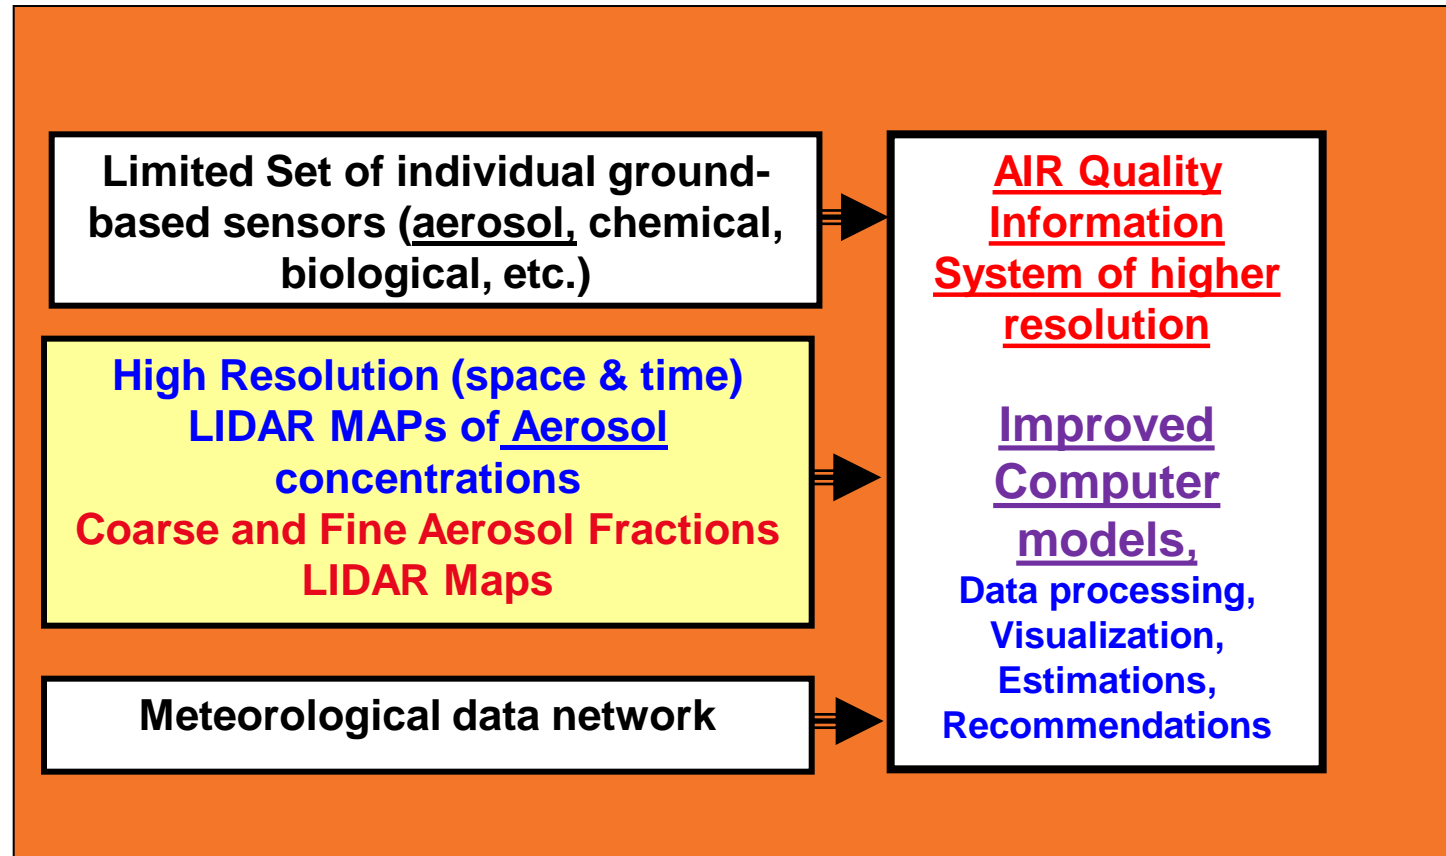 Limited Set of individual ground-
based sensors (aerosol, chemical,
biological, etc.)
High Resolution (space & time)
LIDAR MAPs of Aerosol
concentrations
Coarse and Fine Aerosol Fractions
LIDAR Maps
Meteorological data network
AIR Quality
Information
System of higher
resolution
Improved
Computer
models,
Data processing,
Visualization,
Estimations,
Recommendations